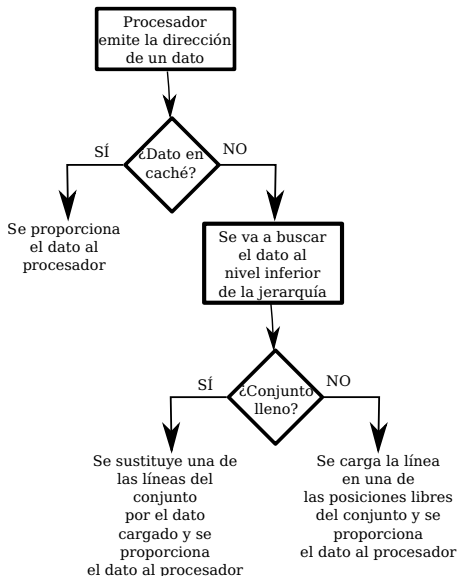 Procesador
emite la dirección
de un dato
¿Dato en
caché?
SÍ
NO
Se proporciona
el dato al
procesador
Se va a buscar
el dato al
nivel inferior
de la jerarquía
¿Conjunto
lleno?
SÍ
NO
Se sustituye una de
las líneas del
conjunto
por el dato
cargado y se
proporciona
el dato al procesador
Se carga la línea
en una de
las posiciones libres
del conjunto y se
proporciona
el dato al procesador